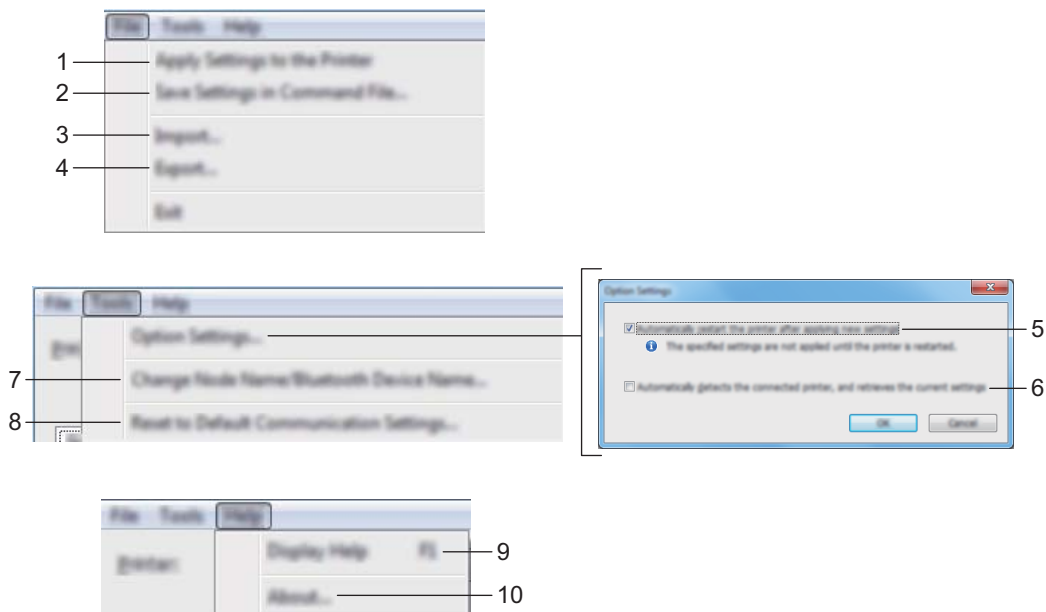 File Tools Help
1 Apply Settings to the Printer
2 Save Settings in Command File...
3 Import...
4 Export...
Exit
File Tools Help
Option Settings...
7 Change Node Name/Bluetooth Device Name...
8 Reset to Default Communication Settings...
Option Settings
Automatically restart the printer after applying new settings 5
The specified settings are not applied until the printer is restarted.
Automatically detects the connected printer, and retrieves the current settings 6
OK Cancel
File Tools Help
Printer:
Display Help F1 9
About... 10